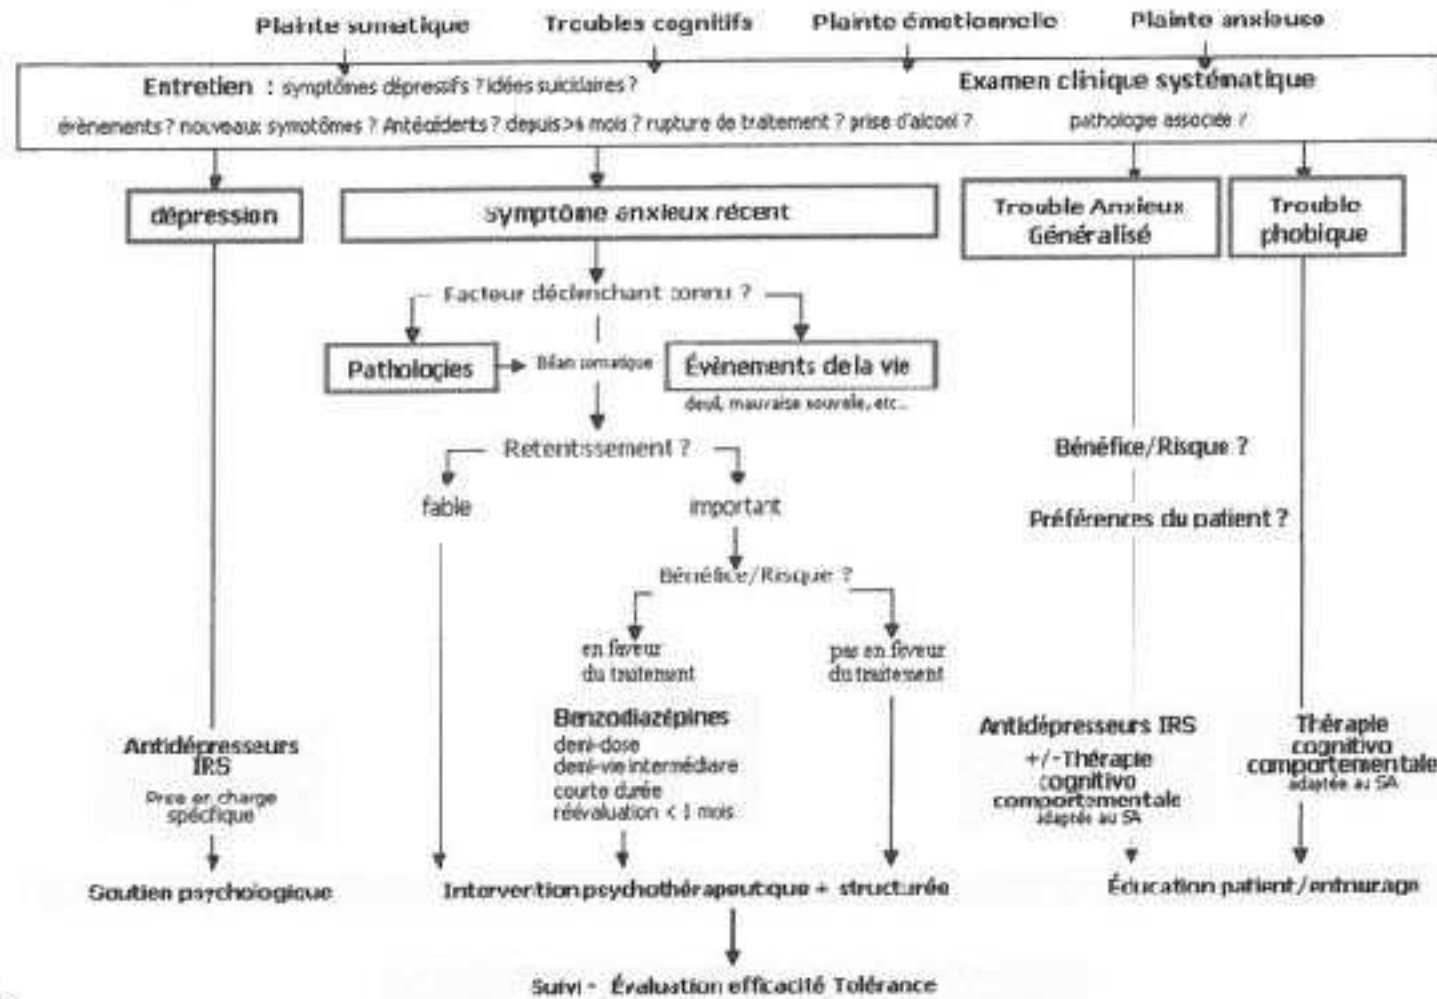 Plainte somatique
Troubles cognitifs
Plainte émotionnelle
Plainte anxieuse
Entretien : symptômes dépressifs ? idées suicidaires ?
évènements ? nouveaux symptômes ? Antécédents ? depuis > 6 mois ? rupture de traitement ? prise d'alcool ?
Examen clinique systématique
pathologie associée ?
dépression
Symptôme anxieux récent
Trouble Anxieux
Généralisé
Trouble
phobique
Facteur déclenchant connu ?
Pathologies
Bilan somatique
Évènements de la vie
deuil, mauvaise nouvelle, etc..
Retentissement ?
faible
important
Bénéfice/Risque ?
Préférences du patient ?
Bénéfice/Risque ?
en faveur
du traitement
pas en faveur
du traitement
Benzodiazépines
demi-dose
demi-vie intermédiare
courte durée
réévaluation < 1 mois
Antidépresseurs
IRS
Prise en charge
spécifique
Antidépresseurs IRS
+/-Thérapie
cognitivo
comportementale
adaptée au SA
Thérapie
cognitivo
comportementale
adaptée au SA
Soutien psychologique
Intervention psychothérapeutique + structurée
Éducation patient/entourage
Suivi - Évaluation efficacité Tolérance